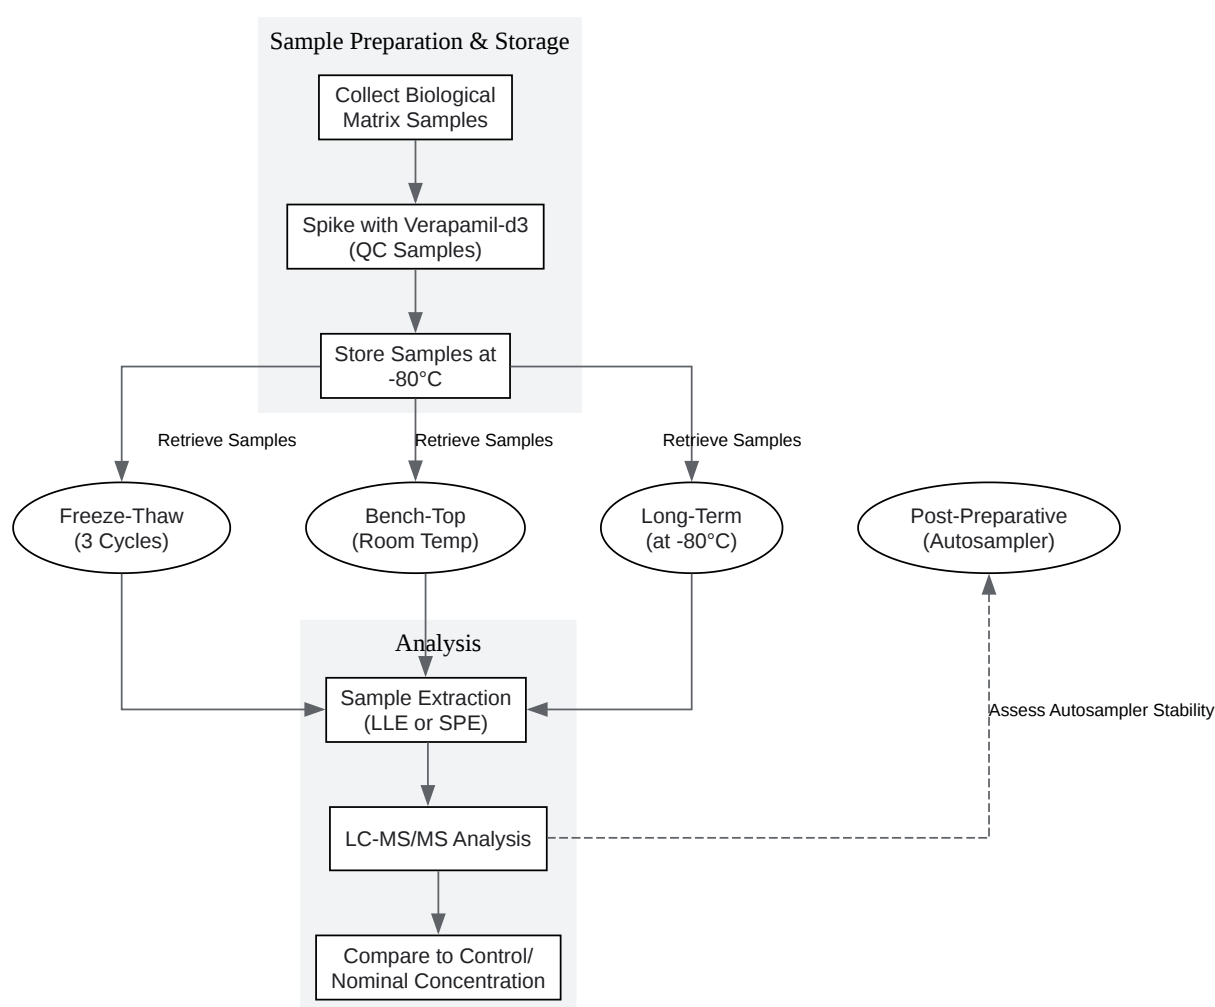 Sample Preparation & Storage
Collect Biological
Matrix Samples
Spike with Verapamil-d3
(QC Samples)
Store Samples at
-80°C
Retrieve Samples
Retrieve Samples
Retrieve Samples
Freeze-Thaw
(3 Cycles)
Bench-Top
(Room Temp)
Long-Term
(at -80°C)
Post-Preparative
(Autosampler)
Analysis
Sample Extraction
(LLE or SPE)
Assess Autosampler Stability
LC-MS/MS Analysis
Compare to Control/
Nominal Concentration